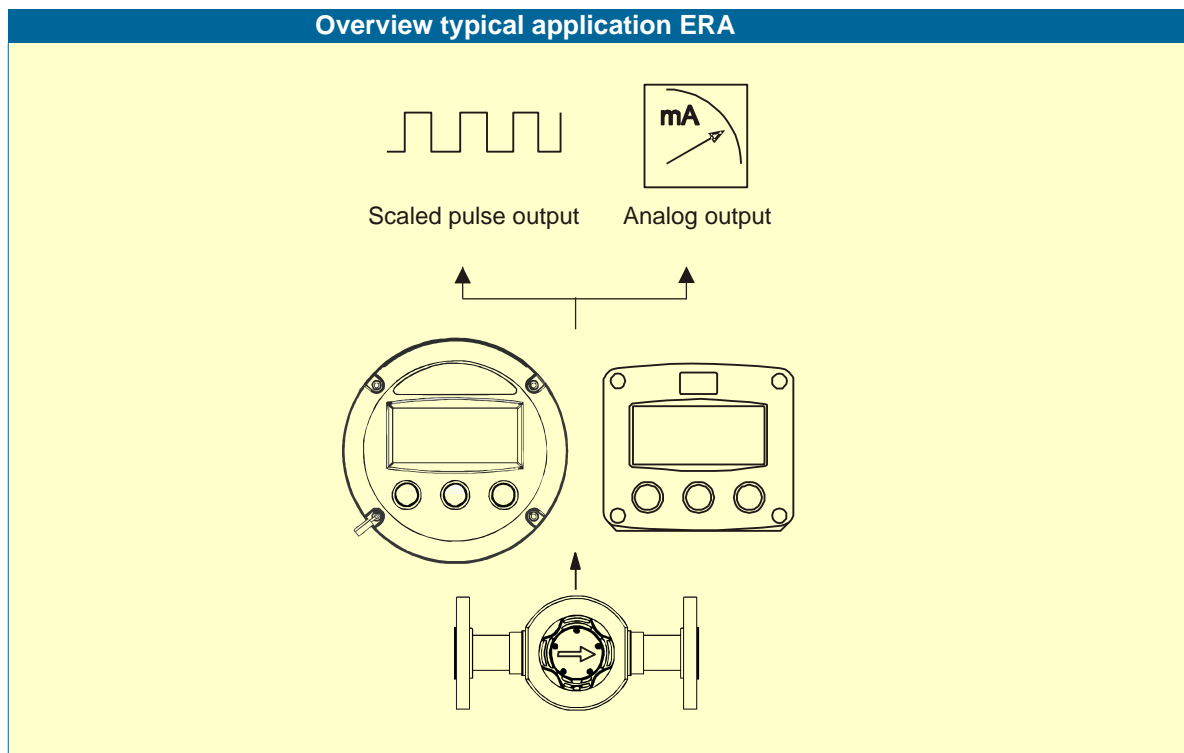 Overview typical application ERA
mA
Scaled pulse output
Analog output